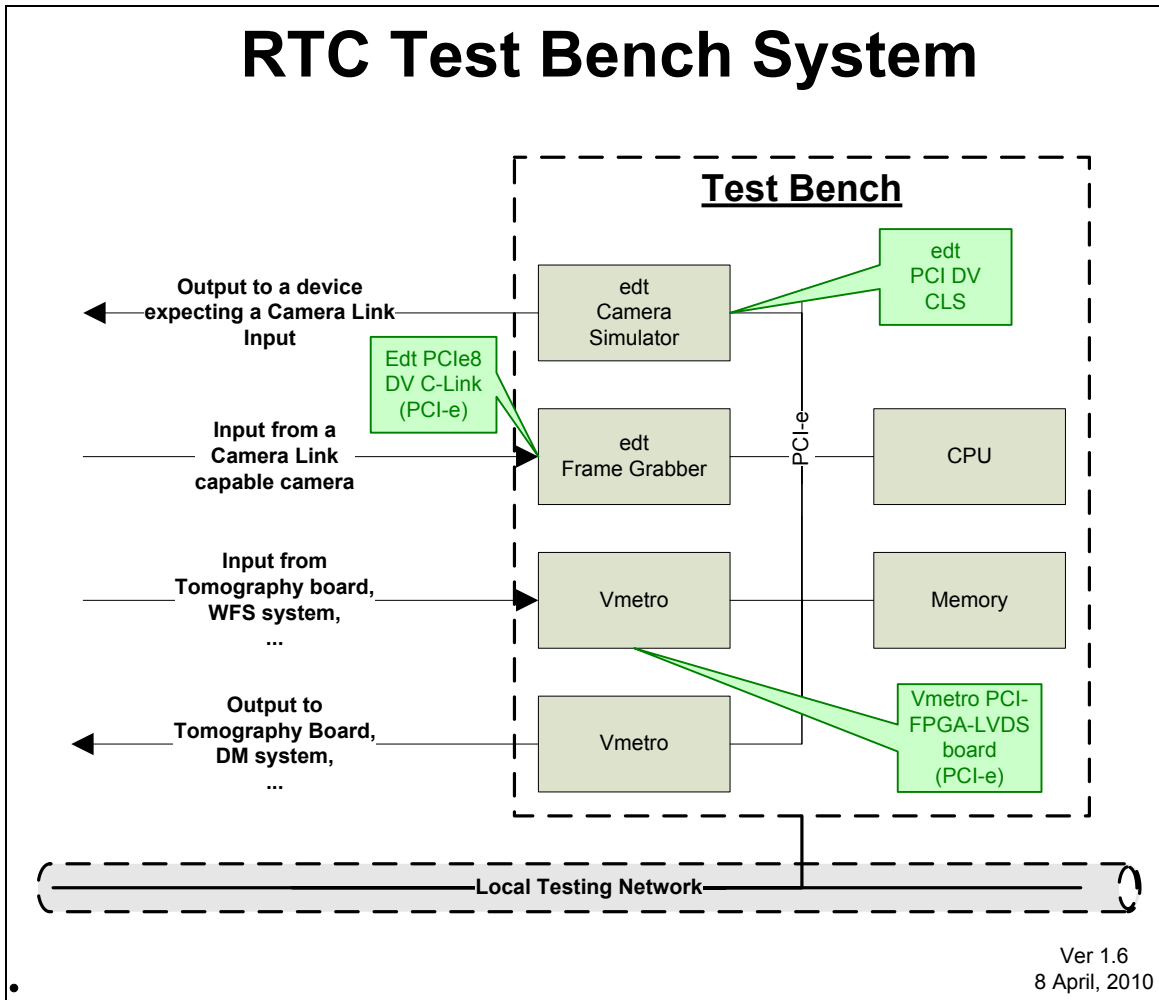 RTC Test Bench System
Test Bench
Output to a device
expecting a Camera Link
Input
edt
Camera
Simulator
edt
PCI DV
CLS
Edt PCIe8
DV C-Link
(PCI-e)
Input from a
Camera Link
capable camera
edt
Frame Grabber
PCI-e
CPU
Input from
Tomography board,
WFS system,
...
Vmetro
Memory
Output to
Tomography Board,
DM system,
...
Vmetro
Vmetro PCI-
FPGA-LVDS
board
(PCI-e)
Local Testing Network
Ver 1.6
8 April, 2010